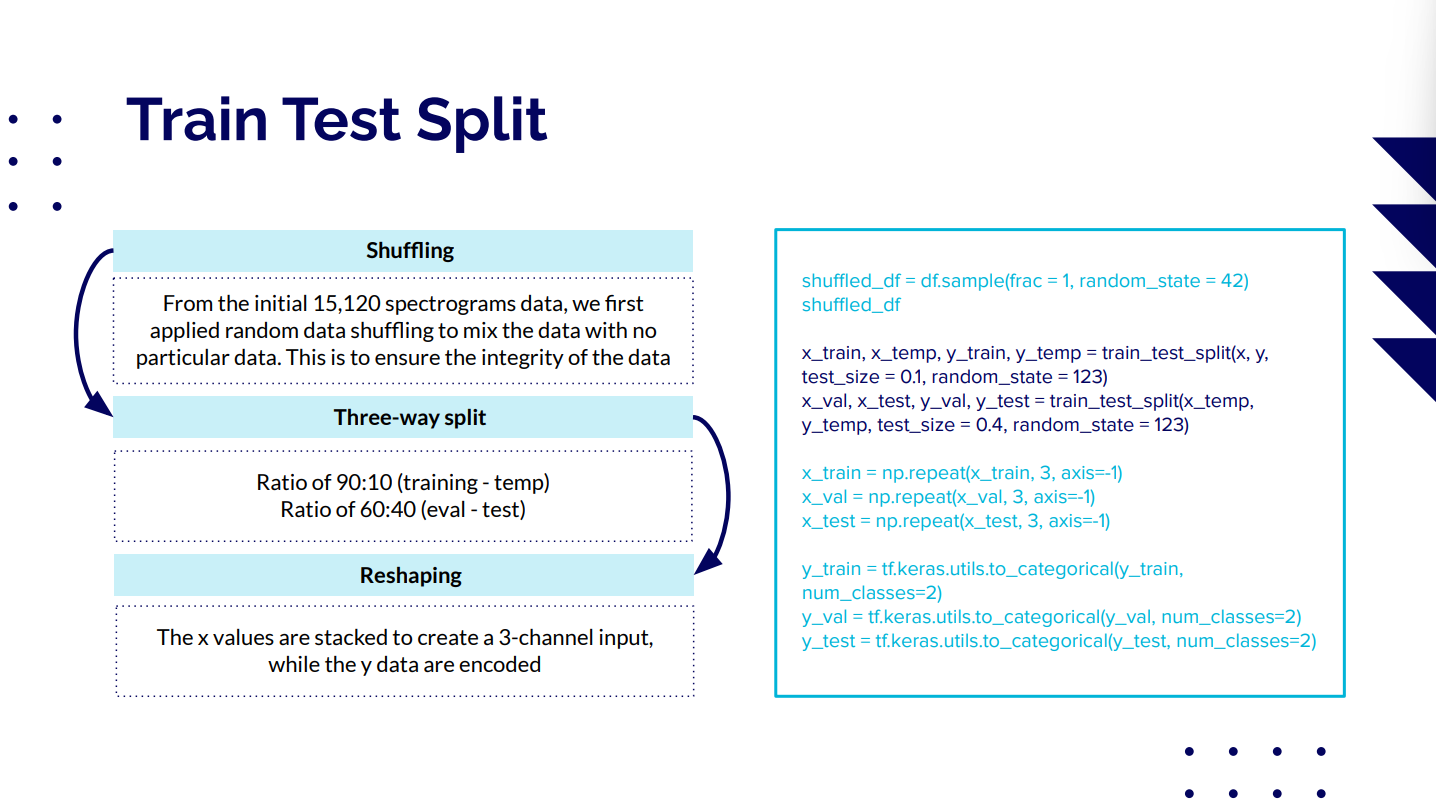 Train Test Split
Shuffling
From the initial 15,120 spectrograms data, we first
applied random data shuffling to mix the data with no
particular data. This is to ensure the integrity of the data
Three-way split
Ratio of 90:10 (training - temp)
Ratio of 60:40 (eval - test)
Reshaping
The x values are stacked to create a 3-channel input,
while the y data are encoded
shuffled_df = df.sample(frac = 1, random_state = 42)
shuffled_df
x_train, x_temp, y_train, y_temp = train_test_split(x, y,
test_size = 0.1, random_state = 123)
x_val, x_test, y_val, y_test = train_test_split(x_temp,
y_temp, test_size = 0.4, random_state = 123)
x_train = np.repeat(x_train, 3, axis=-1)
x_val = np.repeat(x_val, 3, axis=-1)
x_test = np.repeat(x_test, 3, axis=-1)
y_train = tf.keras.utils.to_categorical(y_train,
num_classes=2)
y_val = tf.keras.utils.to_categorical(y_val, num_classes=2)
y_test = tf.keras.utils.to_categorical(y_test, num_classes=2)